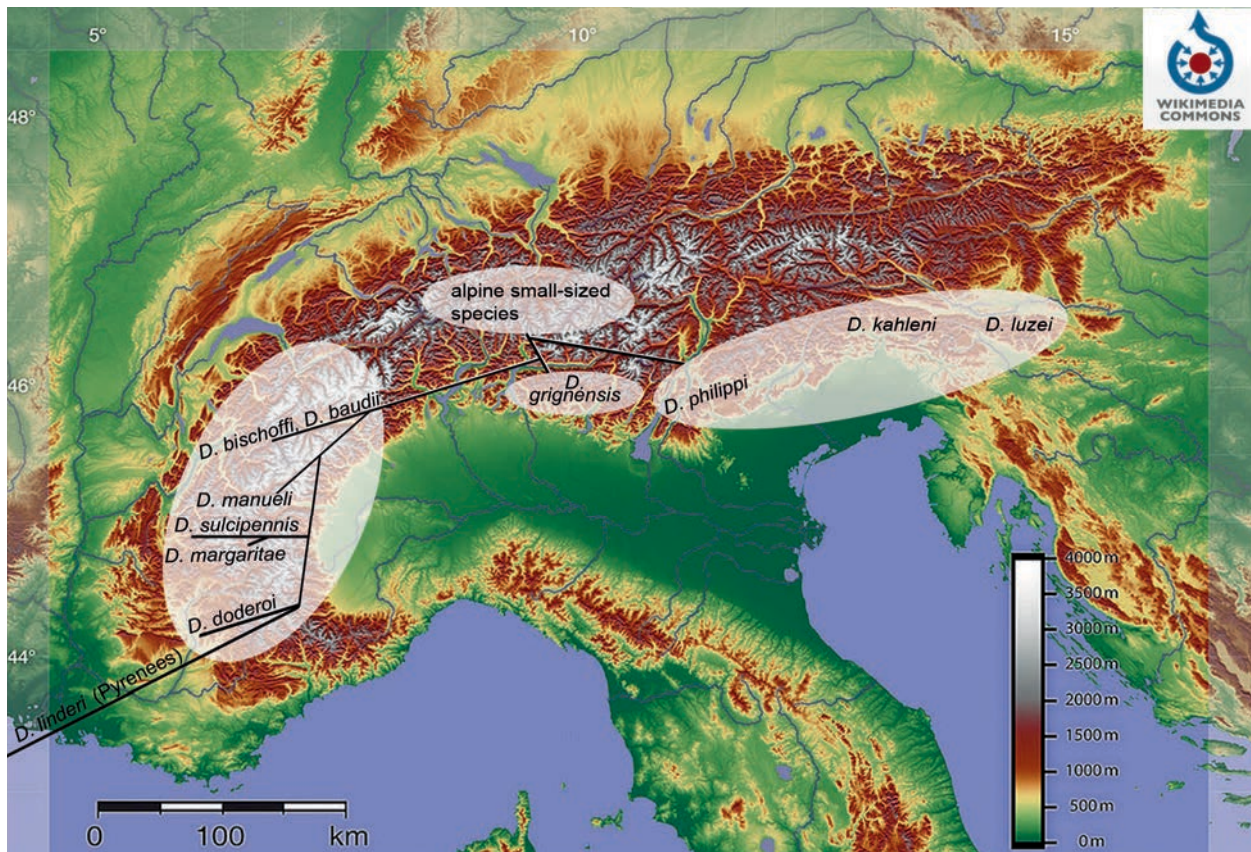 5°
10°
15°
WIKIMEDIA
COMMONS
48°
alpine small-sized
species
D. kahleni
D. luzei
46°
D.
grignensis
D. philippi
D. bischoffi, D. baudii
D. manueli
D. sulcipennis
D. margaritae
D. doderoi
44°
D. linderi (Pyrenees)
4000 m
3500 m
3000 m
2500 m
2000 m
1500 m
1000 m
500 m
0 m
0
100
km